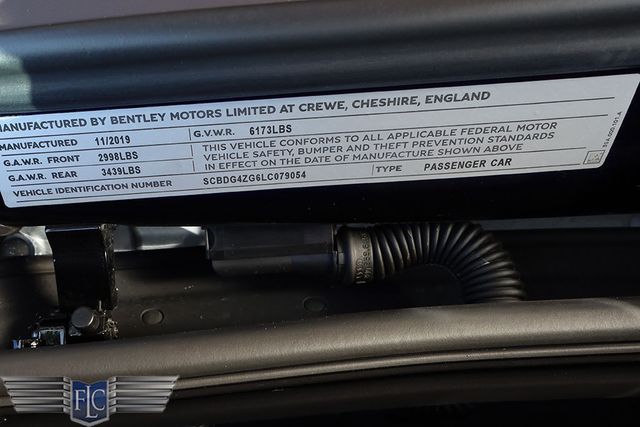 MANUFACTURED BY BENTLEY MOTORS LIMITED AT CREWE, CHESHIRE, ENGLAND
MANUFACTURED 11/2019 G.V.W.R. 6173LBS
G.A.W.R. FRONT 2998LBS
G.A.W.R. REAR 3439LBS
THIS VEHICLE CONFORMS TO ALL APPLICABLE FEDERAL MOTOR
VEHICLE SAFETY, BUMPER AND THEFT PREVENTION STANDARDS
IN EFFECT ON THE DATE OF MANUFACTURE SHOWN ABOVE
VEHICLE IDENTIFICATION NUMBER SCBDG4ZG6LC079054 TYPE PASSENGER CAR
FLC